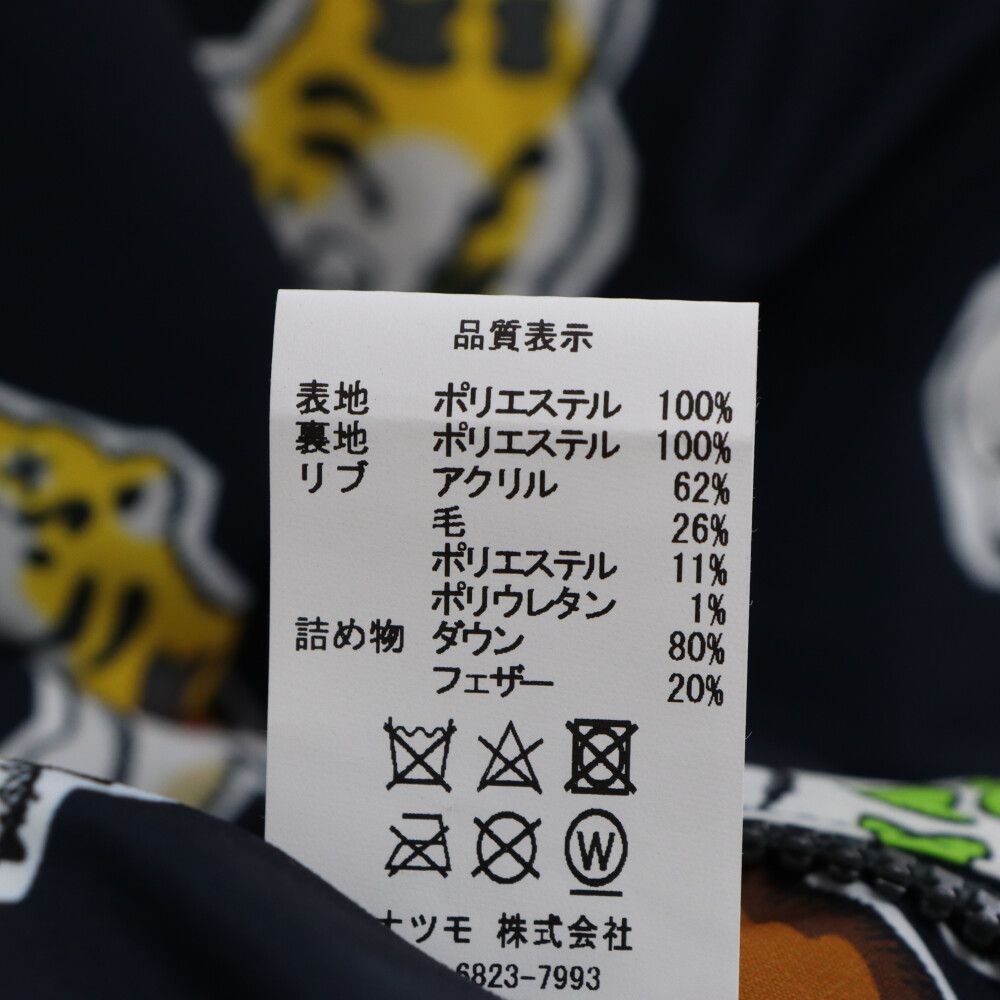 品質表示
表地 ポリエステル 100%
裏地 ポリエステル 100%
リブ アクリル 62%
毛 26%
ポリエステル 11%
ポリウレタン 1%
詰め物 ダウン 80%
フェザー 20%
W
ナツモ 株式会社
6823-7993